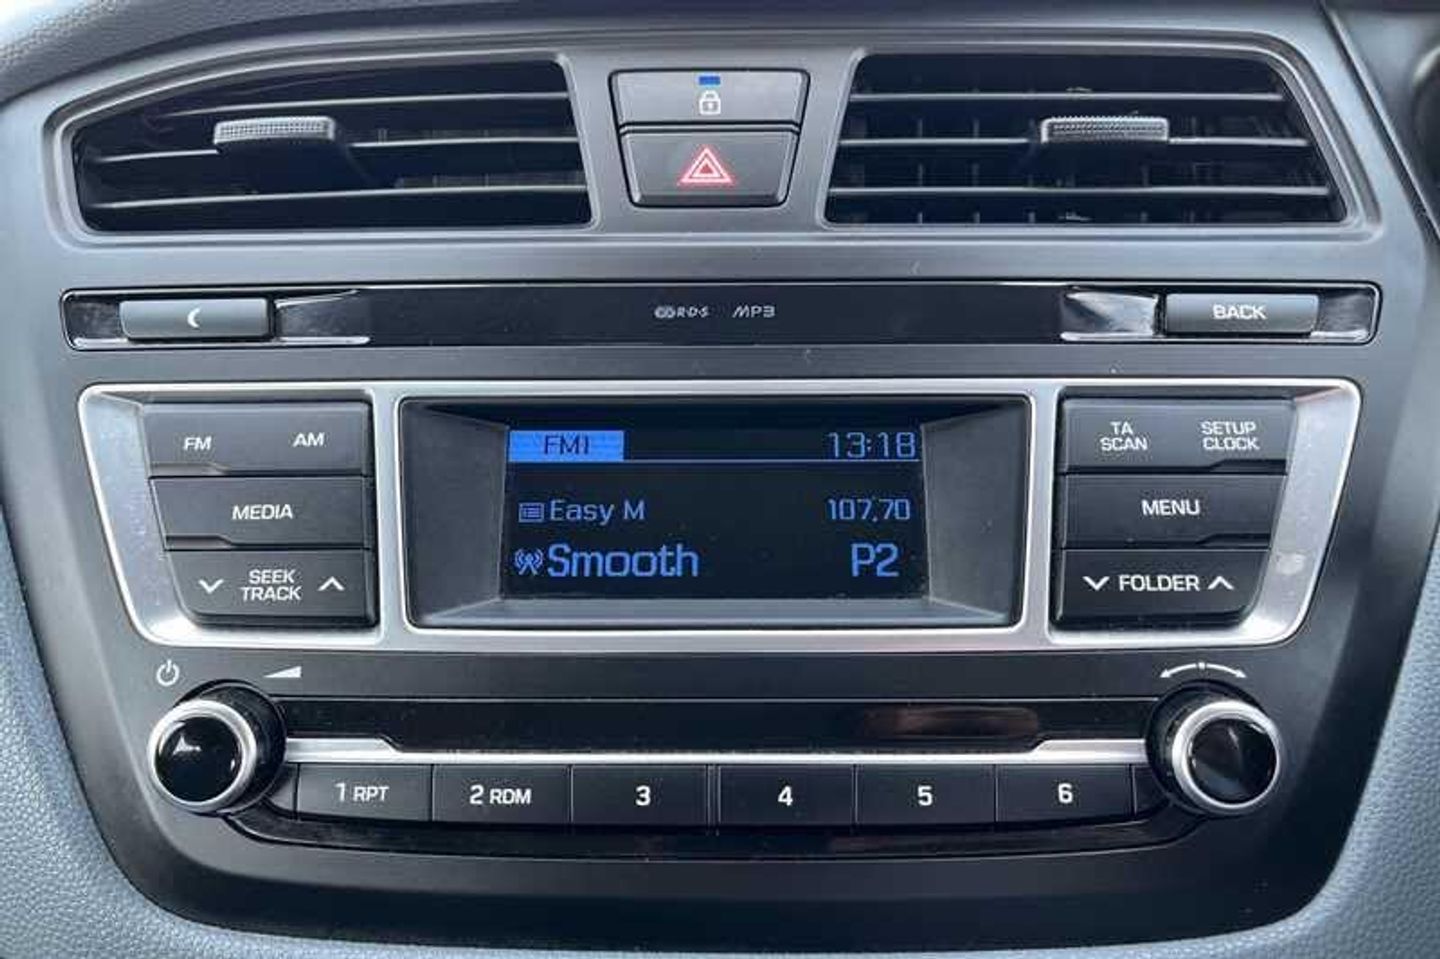 RDS MP3
BACK
FM AM
MEDIA
SEEK
TRACK
FM1 13:18
Easy M 107.70
Smooth P2
TA
SCAN
SETUP
CLOCK
MENU
FOLDER
1 RPT 2 RDM 3 4 5 6